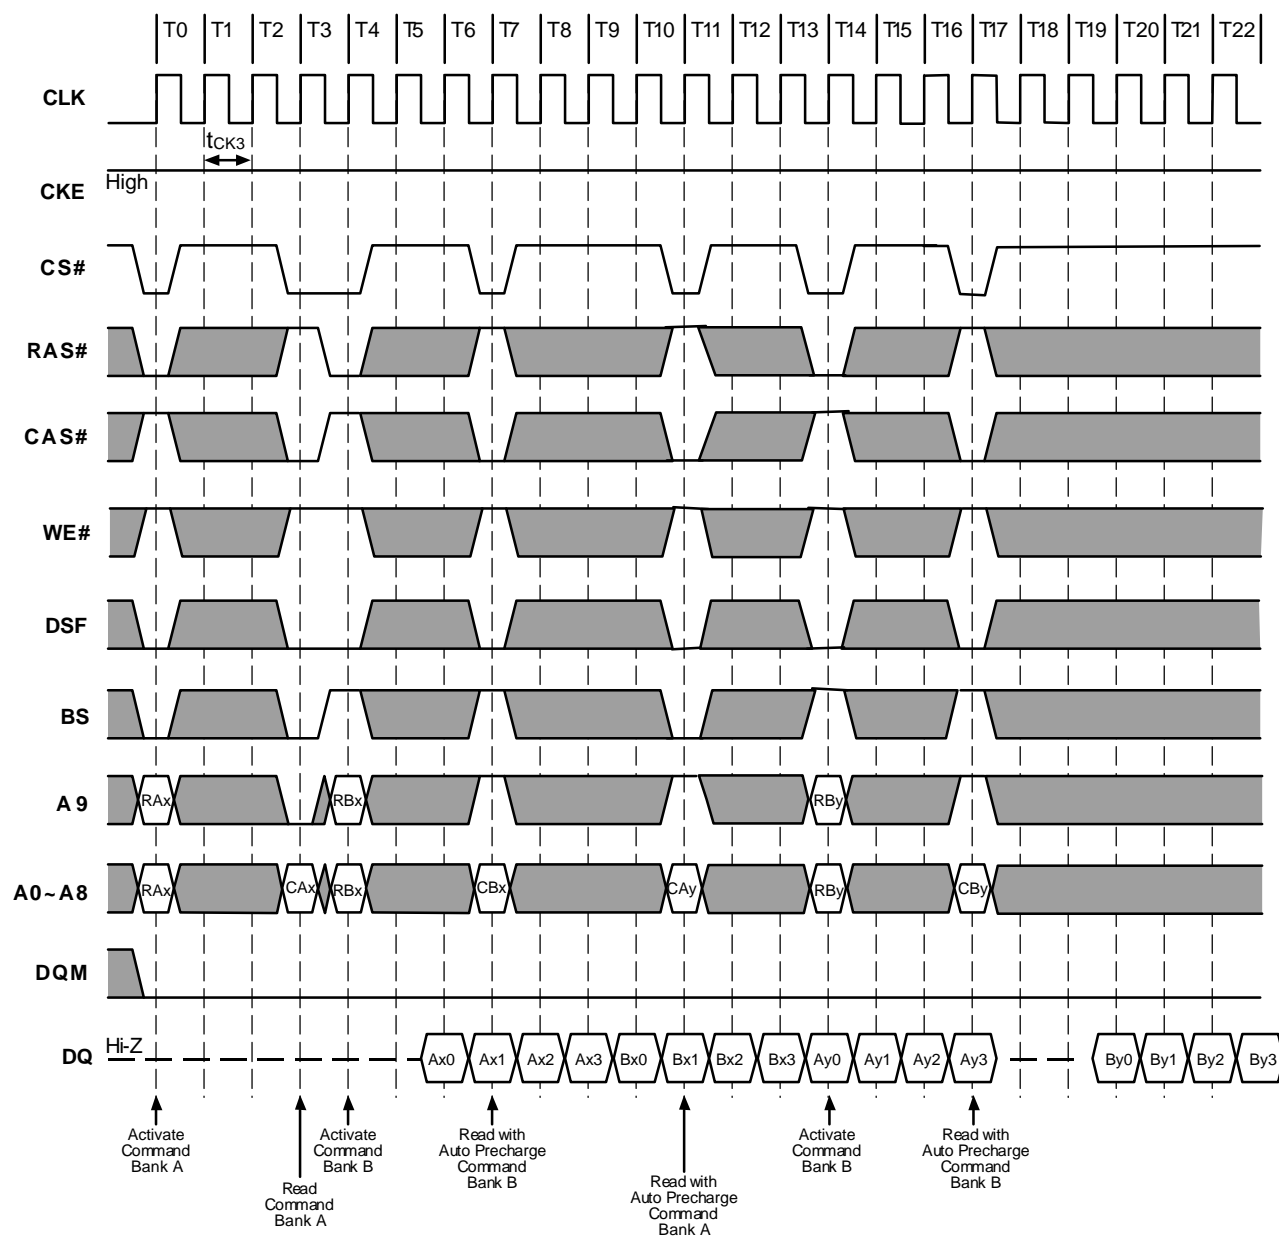 T0 T1 T2 T3 T4 T5 T6 T7 T8 T9 T10 T11 T12 T13 T14 T15 T16 T17 T18 T19 T20 T21 T22
CLK
tCK3
High
CKE
CS#
RAS#
CAS#
WE#
DSF
BS
A9 RAx RBx RBy
A0~A8 RAx CAx RBx CBx CAy RBy CBy
DQM
Hi-Z
DQ Ax0 Ax1 Ax2 Ax3 Bx0 Bx1 Bx2 Bx3 Ay0 Ay1 Ay2 Ay3 By0 By1 By2 By3
Activate
Command
Bank A
Read
Command
Bank A
Activate
Command
Bank B
Read with
Auto Precharge
Command
Bank B
Read with
Auto Precharge
Command
Bank A
Activate
Command
Bank B
Read with
Auto Precharge
Command
Bank B